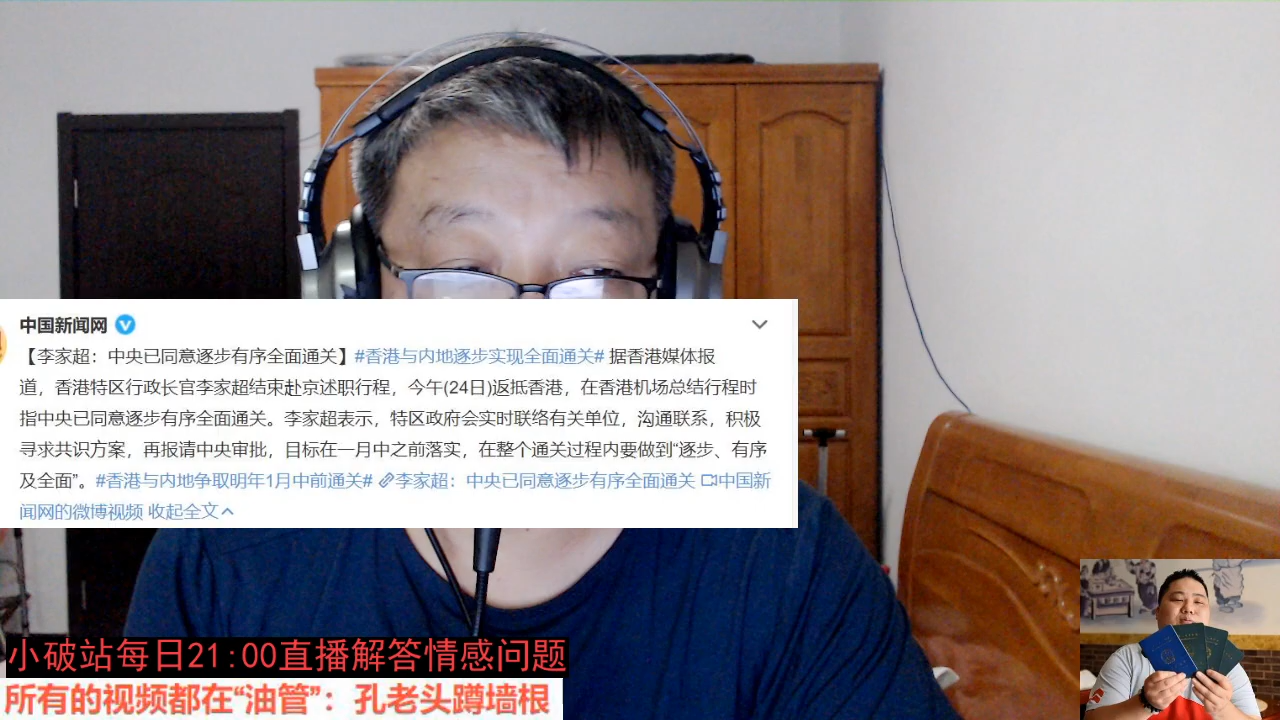 中国新闻网
【李家超：中央已同意逐步有序全面通关】#香港与内地逐步实现全面通关# 据香港媒体报
道，香港特区行政长官李家超结束赴京述职行程，今午(24日)返抵香港，在香港机场总结行程时
指中央已同意逐步有序全面通关。李家超表示，特区政府会实时联络有关单位，沟通联系，积极
寻求共识方案，再报请中央审批，目标在一月中之前落实，在整个通关过程内要做到“逐步、有序
及全面”。#香港与内地争取明年1月中前通关# 李家超：中央已同意逐步有序全面通关 中国新
闻网的微博视频 收起全文
小破站每日21:00直播解答情感问题
所有的视频都在“油管”：孔老头蹲墙根